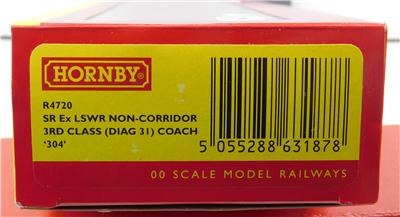 HORNBY
R4720
SR Ex LSWR NON-CORRIDOR
3RD CLASS (DIAG 31) COACH
‘304’
5 055288 631878
00 SCALE MODEL RAILWAYS